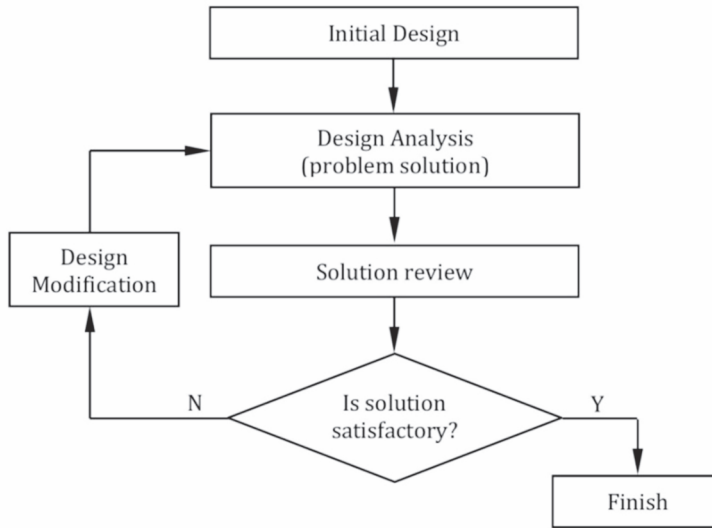 Initial Design
Design Analysis
(problem solution)
Design
Modification
Solution review
N
Is solution
satisfactory?
Y
Finish